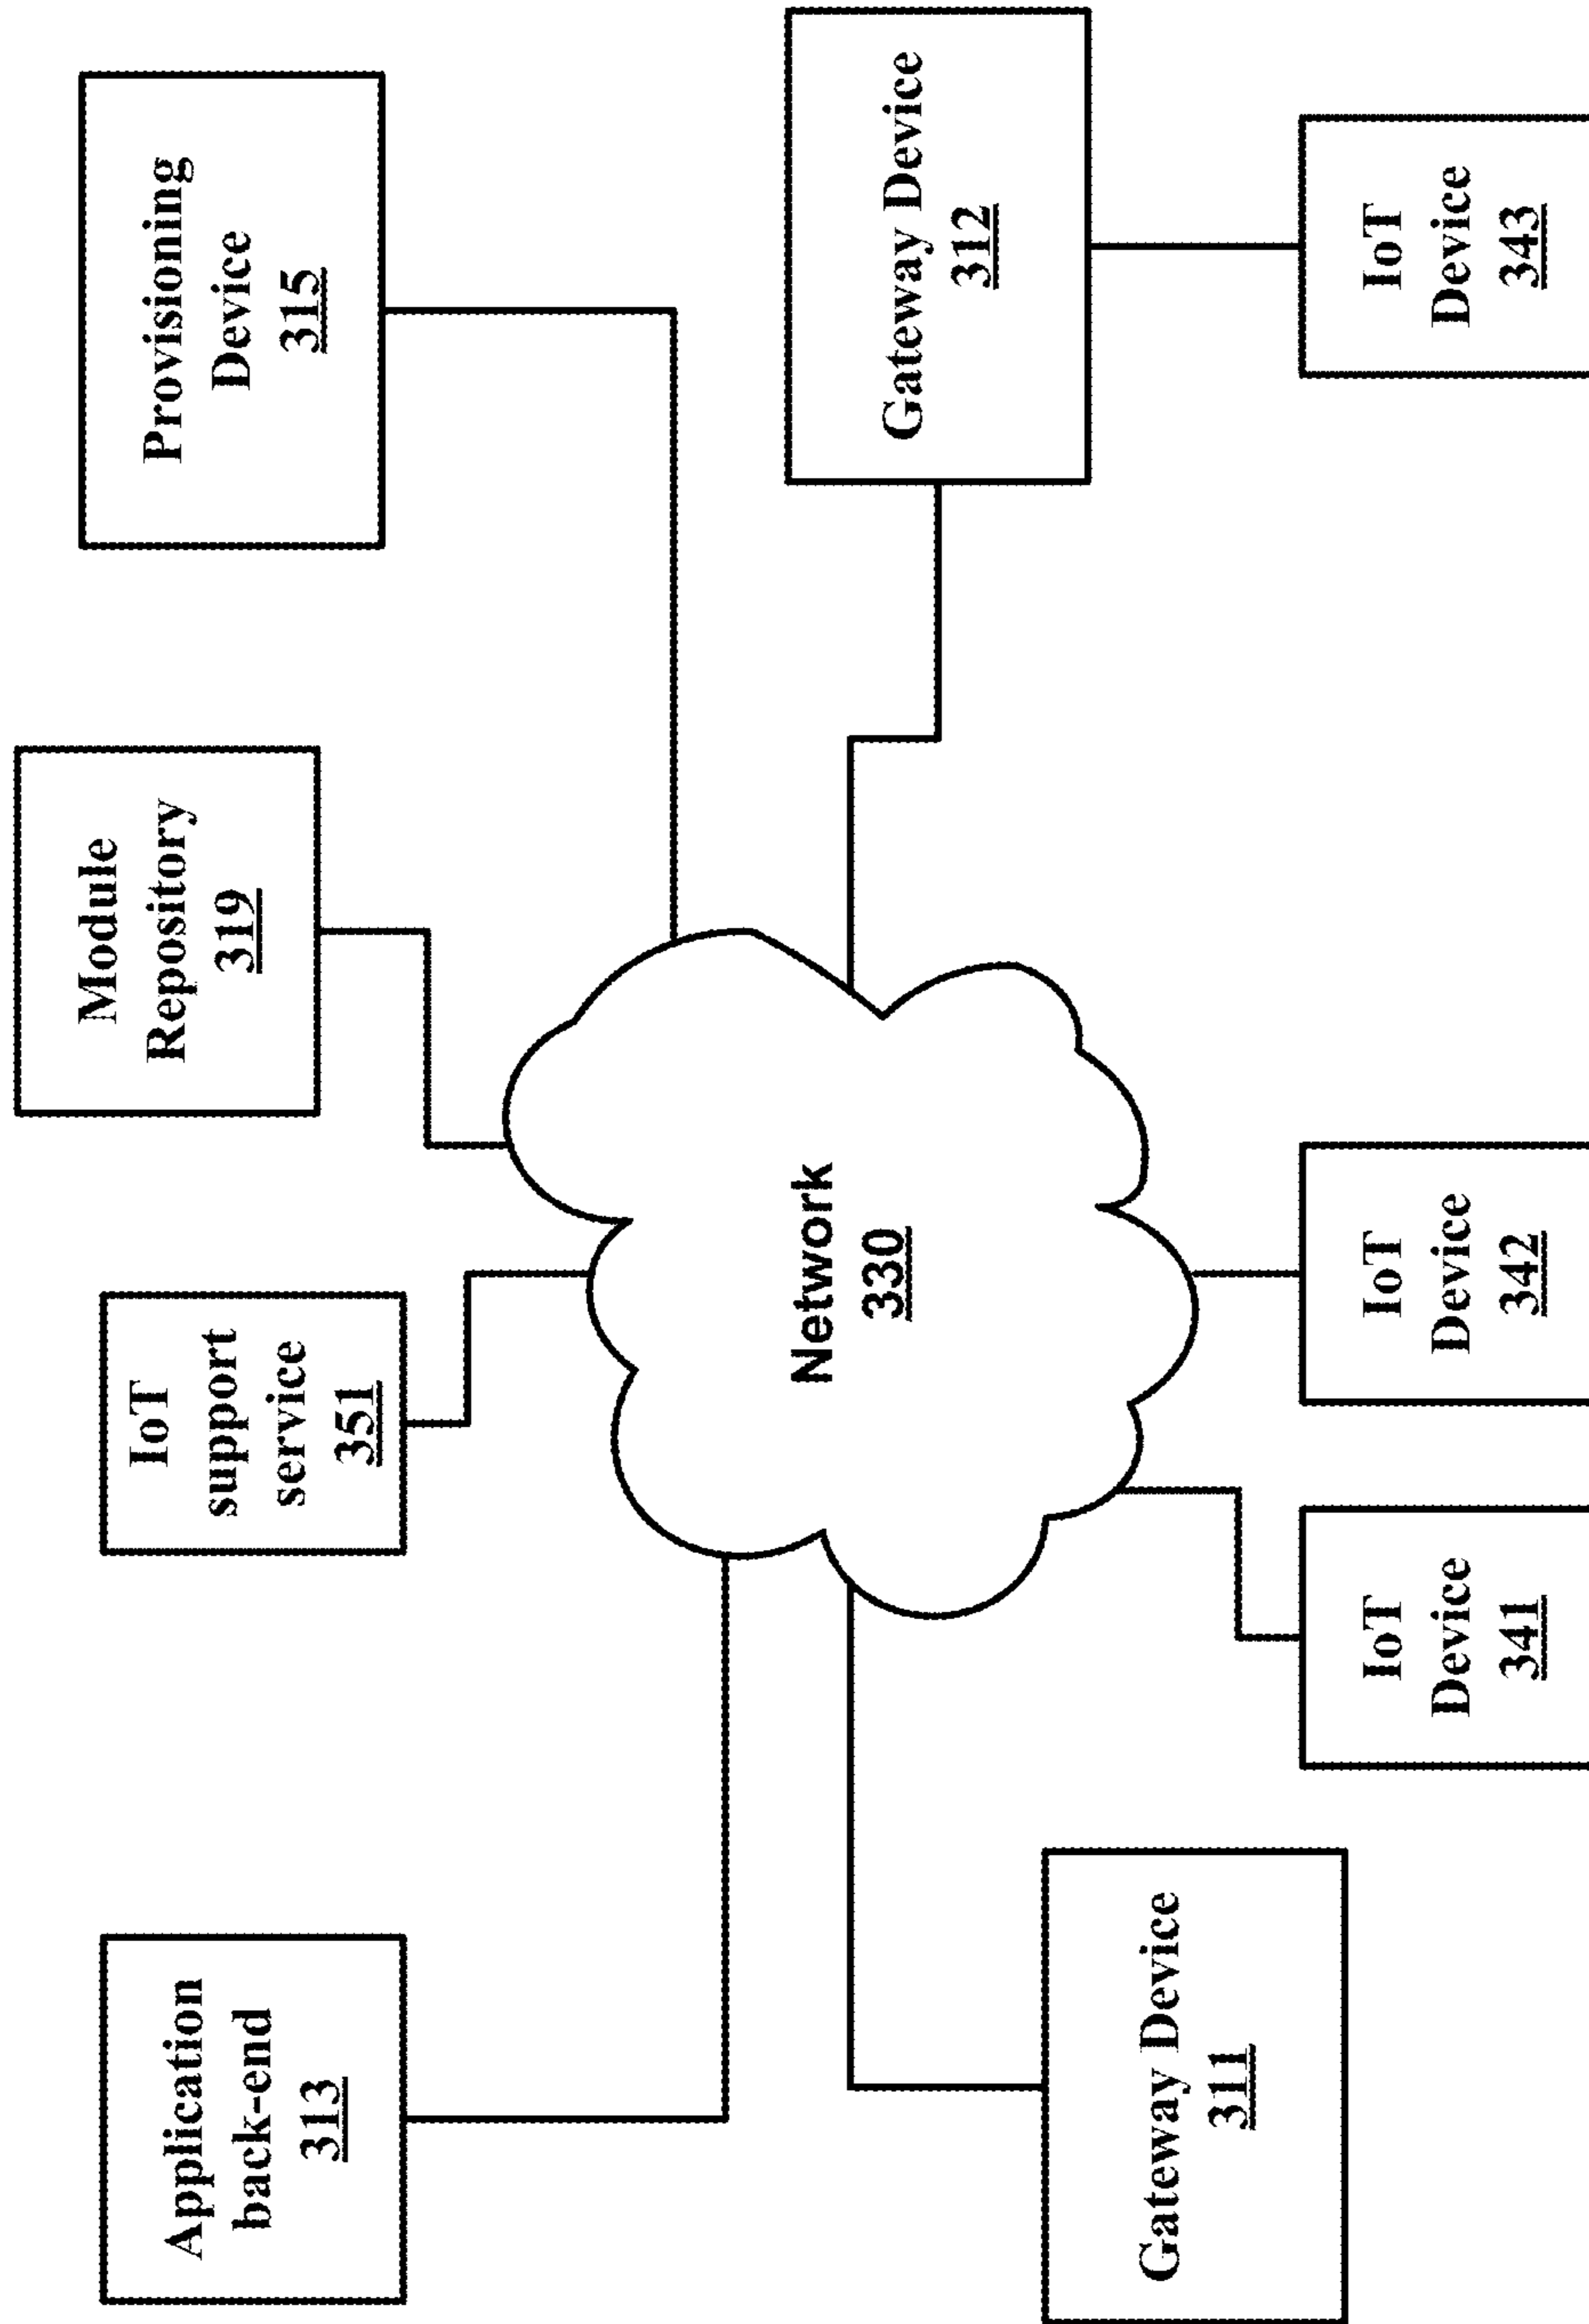 Application
back-end
313
IoT
support
service
351
Module
Repository
319
Provisioning
Device
315
Network
330
Gateway Device
311
Gateway Device
312
IoT
Device
341
IoT
Device
342
IoT
Device
343